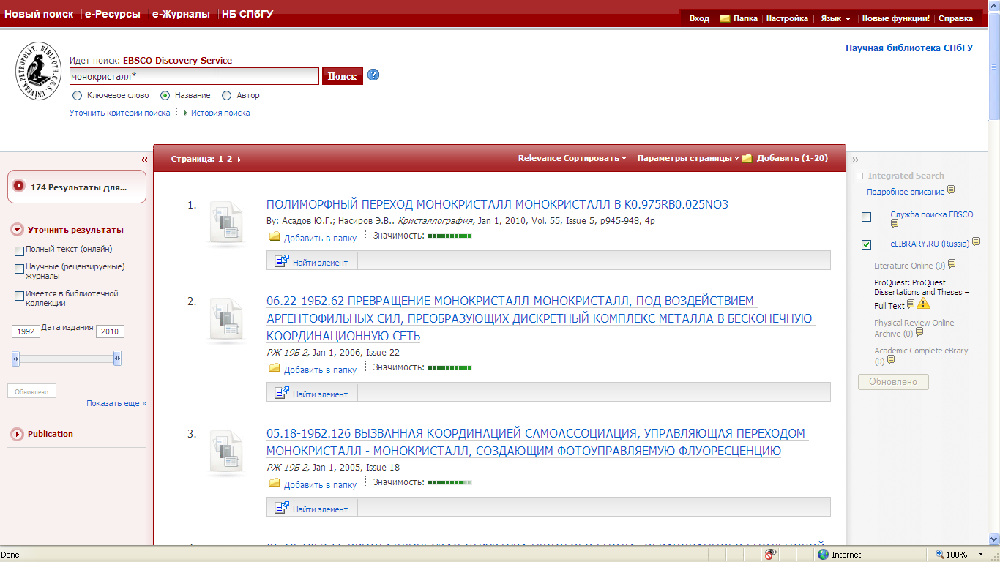 Новый поиск е-Ресурсы е-Журналы НБ СПбГУ
Вход Папка Настройка Язык Новые функции! Справка
Научная библиотека СПбГУ
Идет поиск: EBSCO Discovery Service
монокристалл*
Поиск
?
Ключевое слово Название Автор
Уточнить критерии поиска История поиска
«
174 Результаты для...
Уточнить результаты
Полный текст (онлайн)
Научные (рецензируемые)
журналы
Имеется в библиотечной
коллекции
1992 Дата издания 2010
Обновлено
Показать еще »
Publication
Страница: 1 2
Relevance Сортировать Параметры страницы Добавить (1-20)
1. ПОЛИМОРФНЫЙ ПЕРЕХОД МОНОКРИСТАЛЛ МОНОКРИСТАЛЛ В K0.975RB0.025NO3
By: Асадов Ю.Г.; Насиров Э.В.. Кристаллография, Jan 1, 2010, Vol. 55, Issue 5, p945-948, 4p
Добавить в папку Значимость:
Найти элемент
2. 06.22-19Б2.62 ПРЕВРАЩЕНИЕ МОНОКРИСТАЛЛ-МОНОКРИСТАЛЛ, ПОД ВОЗДЕЙСТВИЕМ
АРГЕНТОФИЛЬНЫХ СИЛ, ПРЕОБРАЗУЮЩИХ ДИСКРЕТНЫЙ КОМПЛЕКС МЕТАЛЛА В БЕСКОНЕЧНУЮ
КООРДИНАЦИОННУЮ СЕТЬ
РЖ 19Б-2, Jan 1, 2006, Issue 22
Добавить в папку Значимость:
Найти элемент
3. 05.18-19Б2.126 ВЫЗВАННАЯ КООРДИНАЦИЕЙ САМОАССОЦИАЦИЯ, УПРАВЛЯЮЩАЯ ПЕРЕХОДОМ
МОНОКРИСТАЛЛ - МОНОКРИСТАЛЛ, СОЗДАЮЩИМ ФОТОУПРАВЛЯЕМУЮ ФЛУОРЕСЦЕНЦИЮ
РЖ 19Б-2, Jan 1, 2005, Issue 18
Добавить в папку Значимость:
Найти элемент
»
Integrated Search
Подробное описание
Служба поиска EBSCO
eLIBRARY.RU (Russia)
Literature Online (0)
ProQuest: ProQuest
Dissertations and Theses –
Full Text
Physical Review Online
Archive (0)
Academic Complete eBrary
(0)
Обновлено
Done
Internet
100%